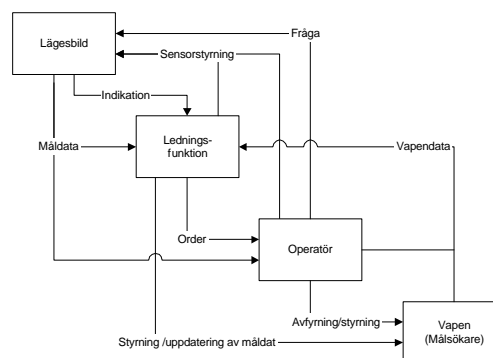 Fråga
Lägesbild
Sensorstyrning
Indikation
Lednings-
funktion
Måldata
Vapendata
Order
Operatör
Avfyrning/styrning
Vapen
(Målsökare)
Styrning /uppdatering av måldat